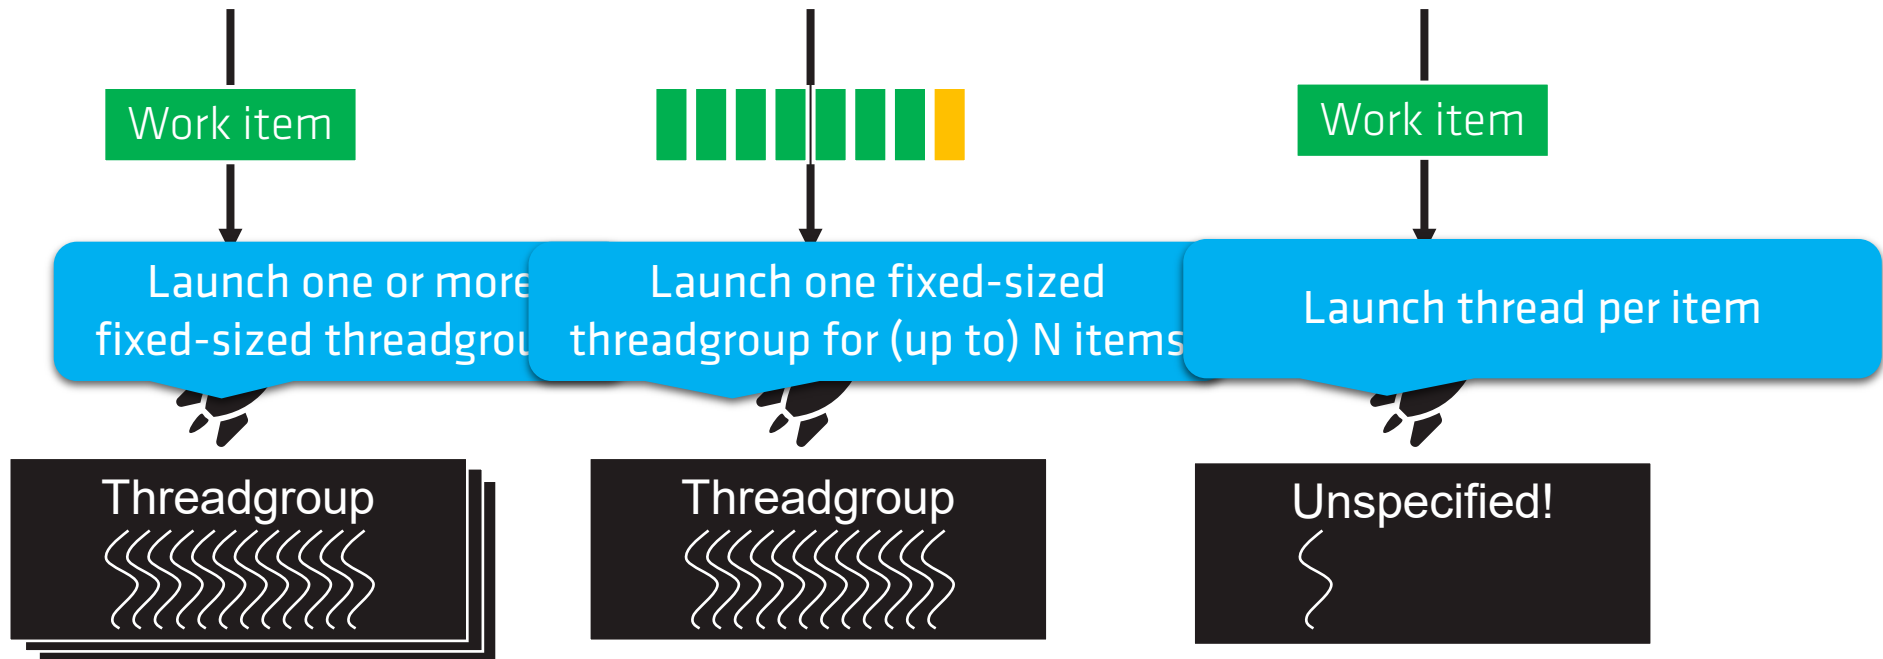 Work item
Work item
Launch one or more
fixed-sized
Launch one fixed-sized
threadgroup for (up to) N items
Launch thread per item
Threadgroup
Threadgroup
Unspecified!